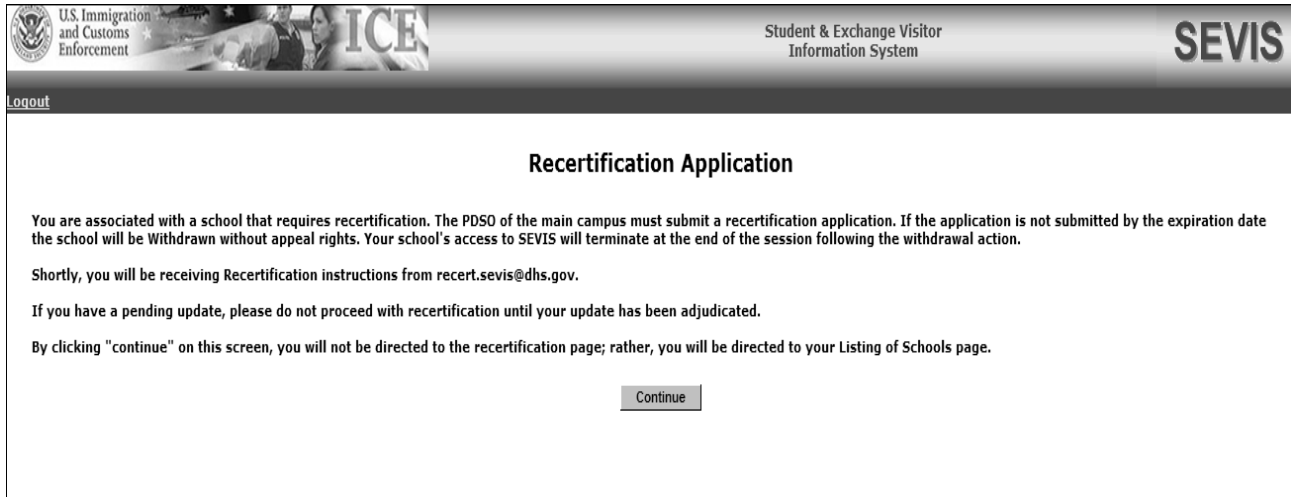 U.S. Immigration
and Customs
Enforcement
ICE
Student & Exchange Visitor
Information System
SEVIS
Logout
Recertification Application
You are associated with a school that requires recertification. The PDSO of the main campus must submit a recertification application. If the application is not submitted by the expiration date
the school will be Withdrawn without appeal rights. Your school's access to SEVIS will terminate at the end of the session following the withdrawal action.
Shortly, you will be receiving Recertification instructions from recert.sevis@dhs.gov.
If you have a pending update, please do not proceed with recertification until your update has been adjudicated.
By clicking "continue" on this screen, you will not be directed to the recertification page; rather, you will be directed to your Listing of Schools page.
Continue